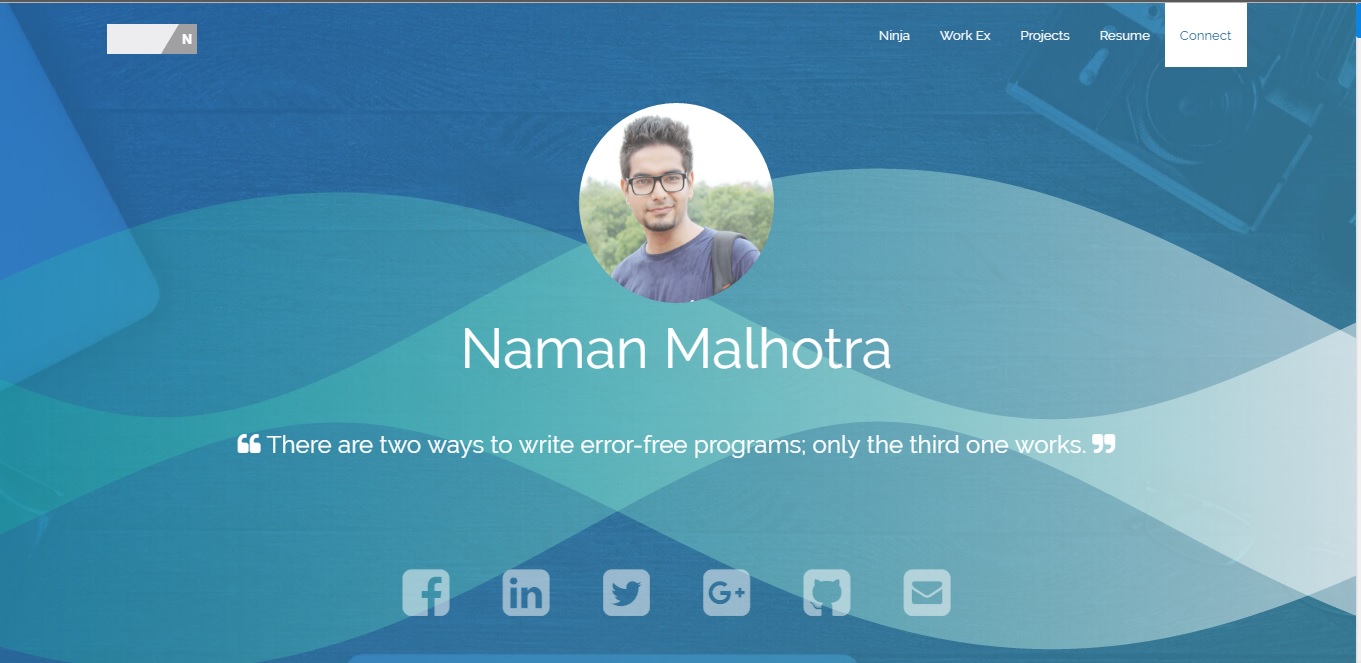 N
Ninja
Work Ex
Projects
Resume
Connect
Naman Malhotra
❝ There are two ways to write error-free programs; only the third one works. ❞